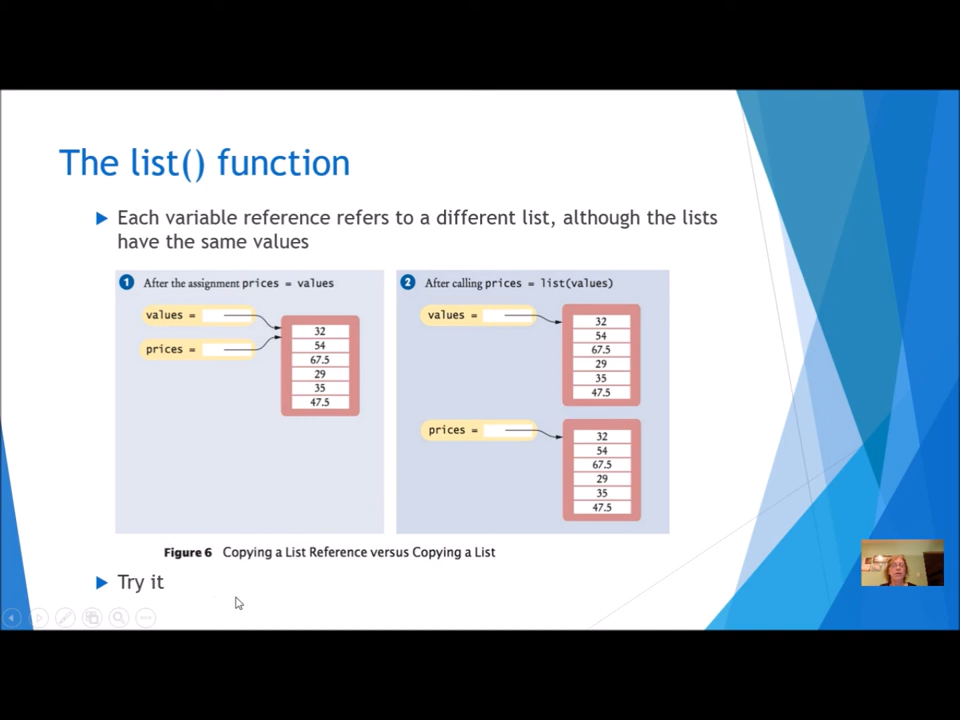 The list() function
Each variable reference refers to a different list, although the lists
have the same values
1 After the assignment prices = values
values =
prices =
32
54
67.5
29
35
47.5
2 After calling prices = list(values)
values =
32
54
67.5
29
35
47.5
prices =
32
54
67.5
29
35
47.5
Figure 6 Copying a List Reference versus Copying a List
Try it